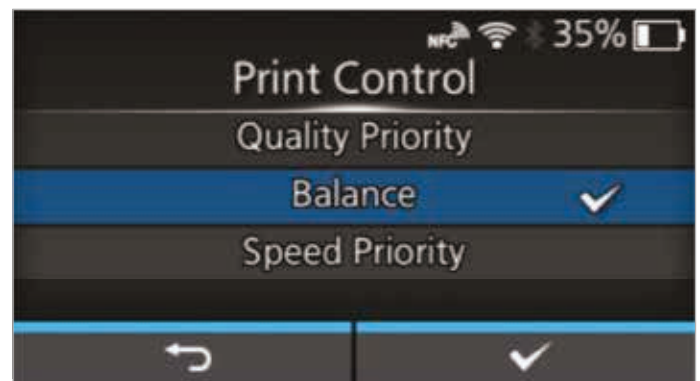 NFC 35%
Print Control
Quality Priority
Balance
Speed Priority